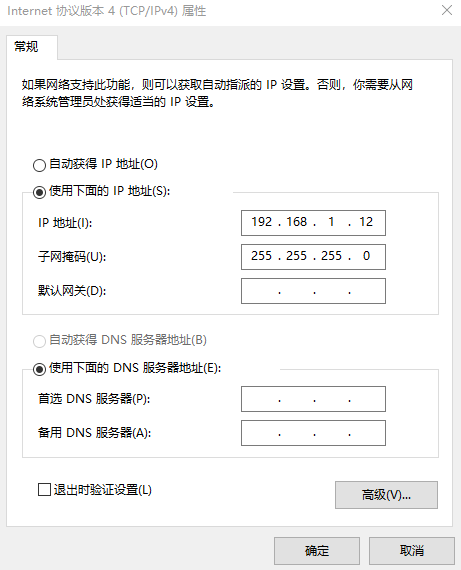 Internet 协议版本 4 (TCP/IPv4) 属性
常规
如果网络支持此功能，则可以获取自动指派的 IP 设置。否则，你需要从网
络系统管理员处获得适当的 IP 设置。
自动获得 IP 地址(O)
使用下面的 IP 地址(S):
IP 地址(I): 192 . 168 . 1 . 12
子网掩码(U): 255 . 255 . 255 . 0
默认网关(D): . . .
自动获得 DNS 服务器地址(B)
使用下面的 DNS 服务器地址(E):
首选 DNS 服务器(P): . . .
备用 DNS 服务器(A): . . .
退出时验证设置(L)
高级(V)...
确定 取消